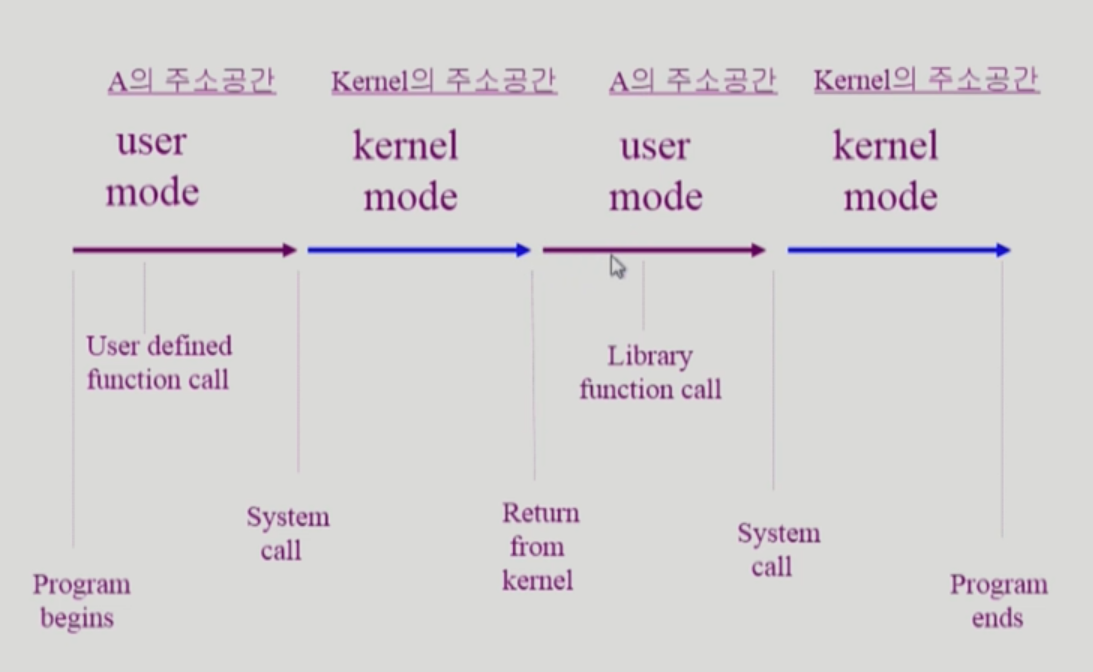 A의 주소공간
Kernel의 주소공간
A의 주소공간
Kernel의 주소공간
user
mode
kernel
mode
user
mode
kernel
mode
User defined
function call
Library
function call
System
call
Return
from
kernel
System
call
Program
begins
Program
ends